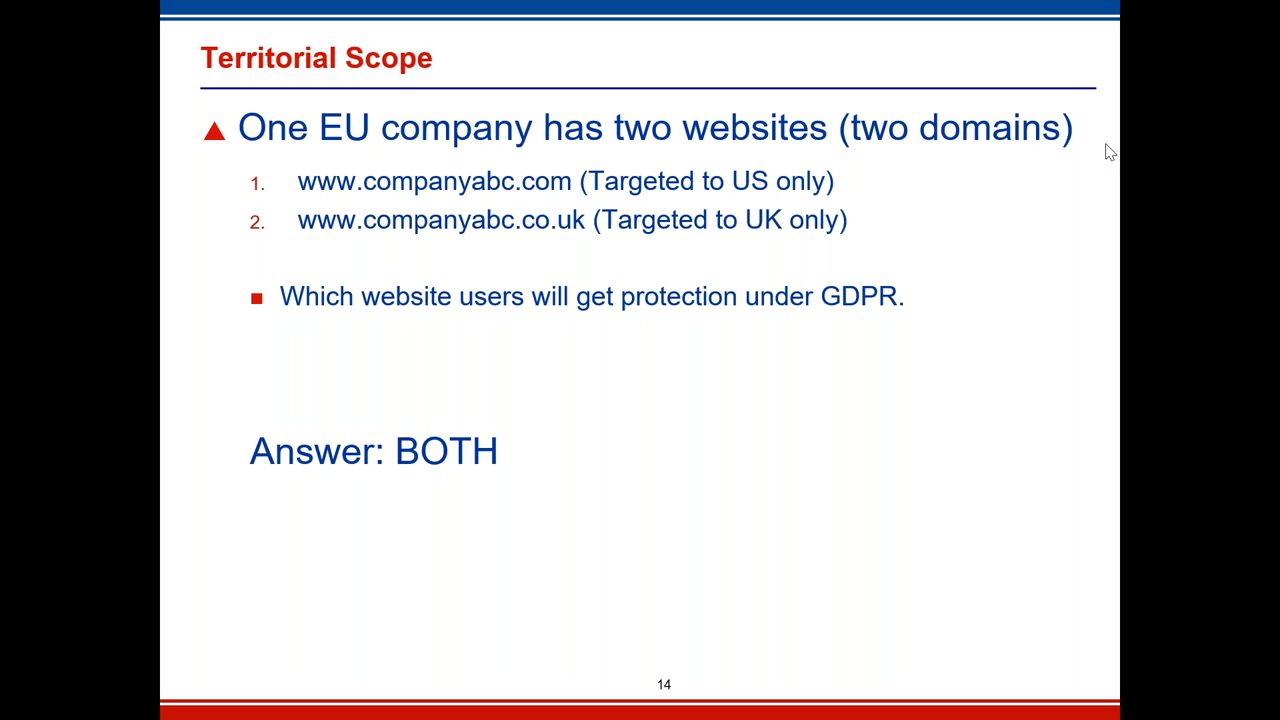 Territorial Scope
One EU company has two websites (two domains)
1. www.companyabc.com (Targeted to US only)
2. www.companyabc.co.uk (Targeted to UK only)
Which website users will get protection under GDPR.
Answer: BOTH
14